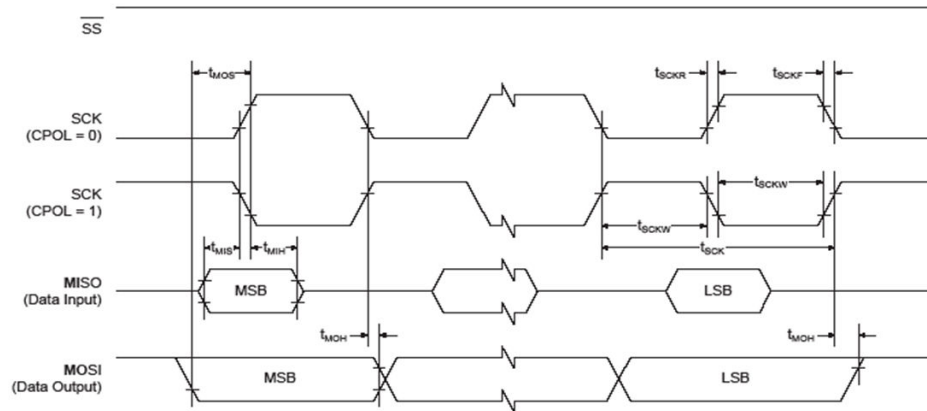 SS
tMOS
tSCKR
tSCKF
SCK
(CPOL = 0)
SCK
(CPOL = 1)
tSCKW
tSCKW
tSCK
tMIS
tMIH
MISO
(Data Input)
MSB
LSB
tMOH
tMOH
MOSI
(Data Output)
MSB
LSB